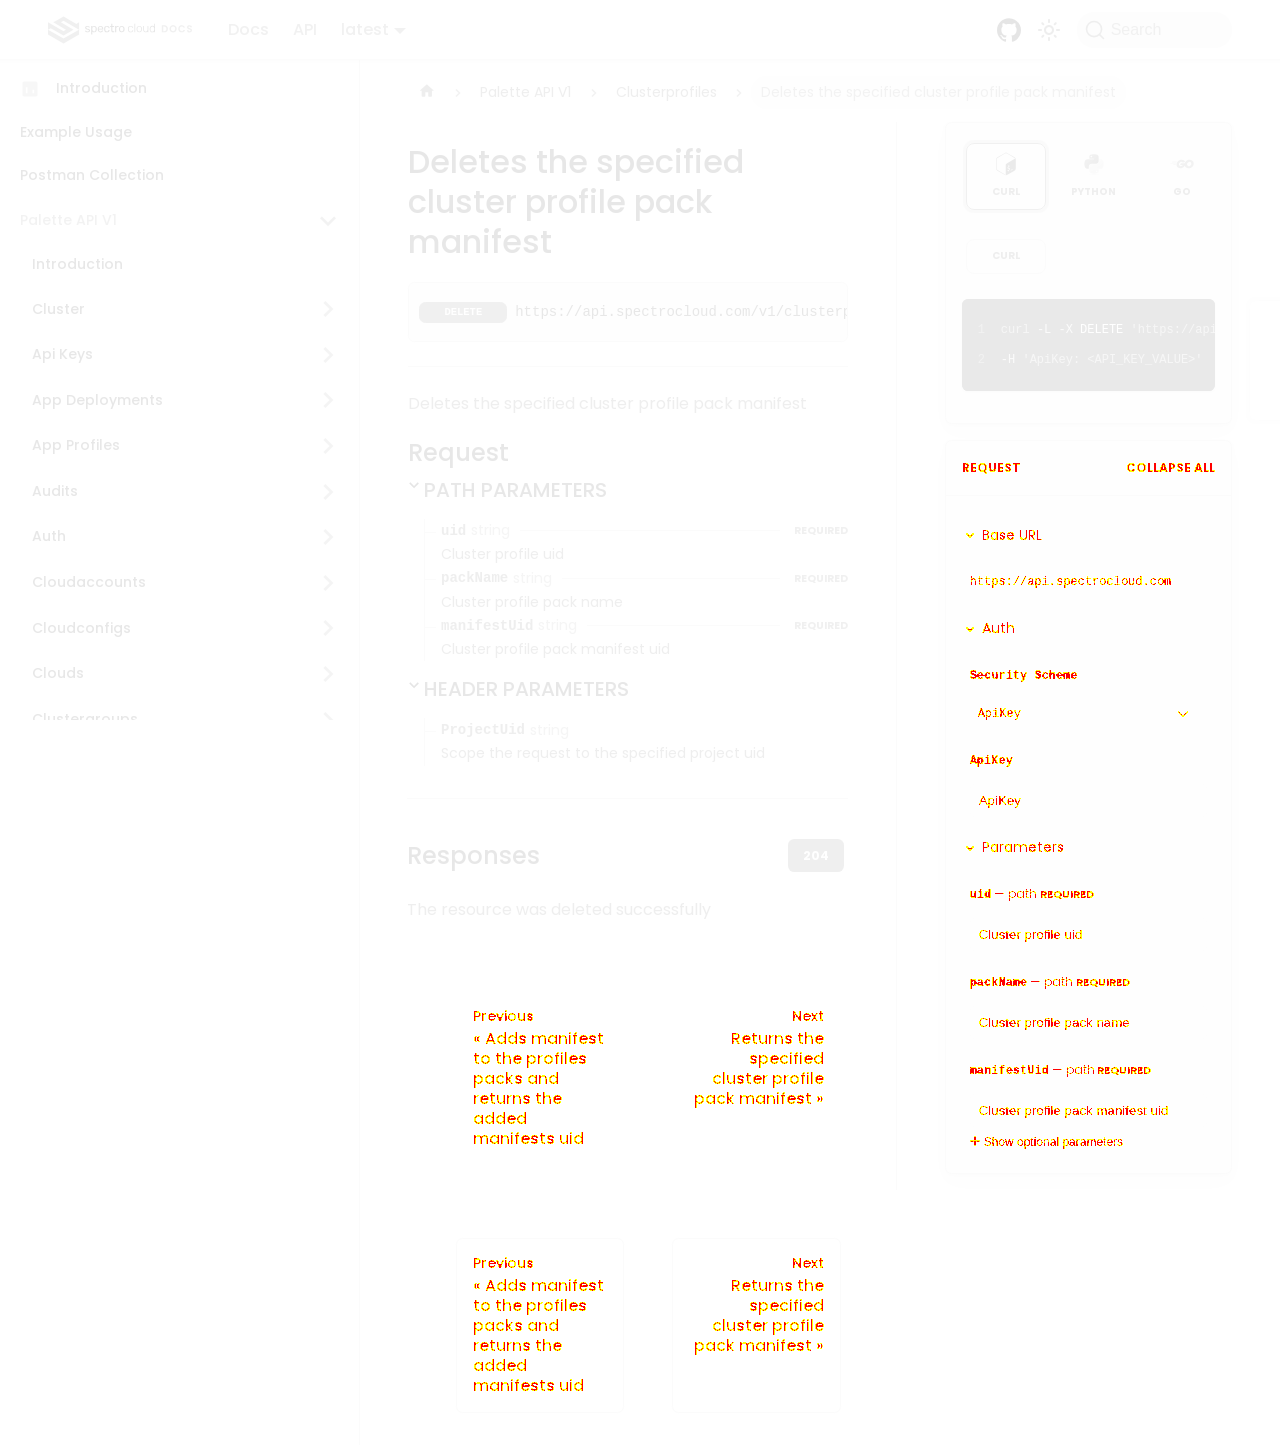 spectro cloud DOCS Docs API latest Search
Introduction
Example Usage
Postman Collection
Palette API V1
Introduction
Cluster
Api Keys
App Deployments
App Profiles
Audits
Auth
Cloudaccounts
Cloudconfigs
Clouds
Clustergroups
Palette API V1 Clusterprofiles Deletes the specified cluster profile pack manifest
Deletes the specified
cluster profile pack
manifest
DELETE https://api.spectrocloud.com/v1/clusterp
Deletes the specified cluster profile pack manifest
Request
PATH PARAMETERS
uid string REQUIRED
Cluster profile uid
packName string REQUIRED
Cluster profile pack name
manifestUid string REQUIRED
Cluster profile pack manifest uid
HEADER PARAMETERS
ProjectUid string
Scope the request to the specified project uid
Responses 204
The resource was deleted successfully
Previous
« Adds manifest
to the profiles
packs and
returns the
added
manifests uid
Next
Returns the
specified
cluster profile
pack manifest »
Previous
« Adds manifest
to the profiles
packs and
returns the
added
manifests uid
Next
Returns the
specified
cluster profile
pack manifest »
CURL PYTHON GO
CURL
1 curl -L -X DELETE 'https://api
2 -H 'ApiKey: <API_KEY_VALUE>'
REQUEST COLLAPSE ALL
Base URL
https://api.spectrocloud.com
Auth
Security Scheme
ApiKey
ApiKey
ApiKey
Parameters
uid — path REQUIRED
Cluster profile uid
packName — path REQUIRED
Cluster profile pack name
manifestUid — path REQUIRED
Cluster profile pack manifest uid
Show optional parameters